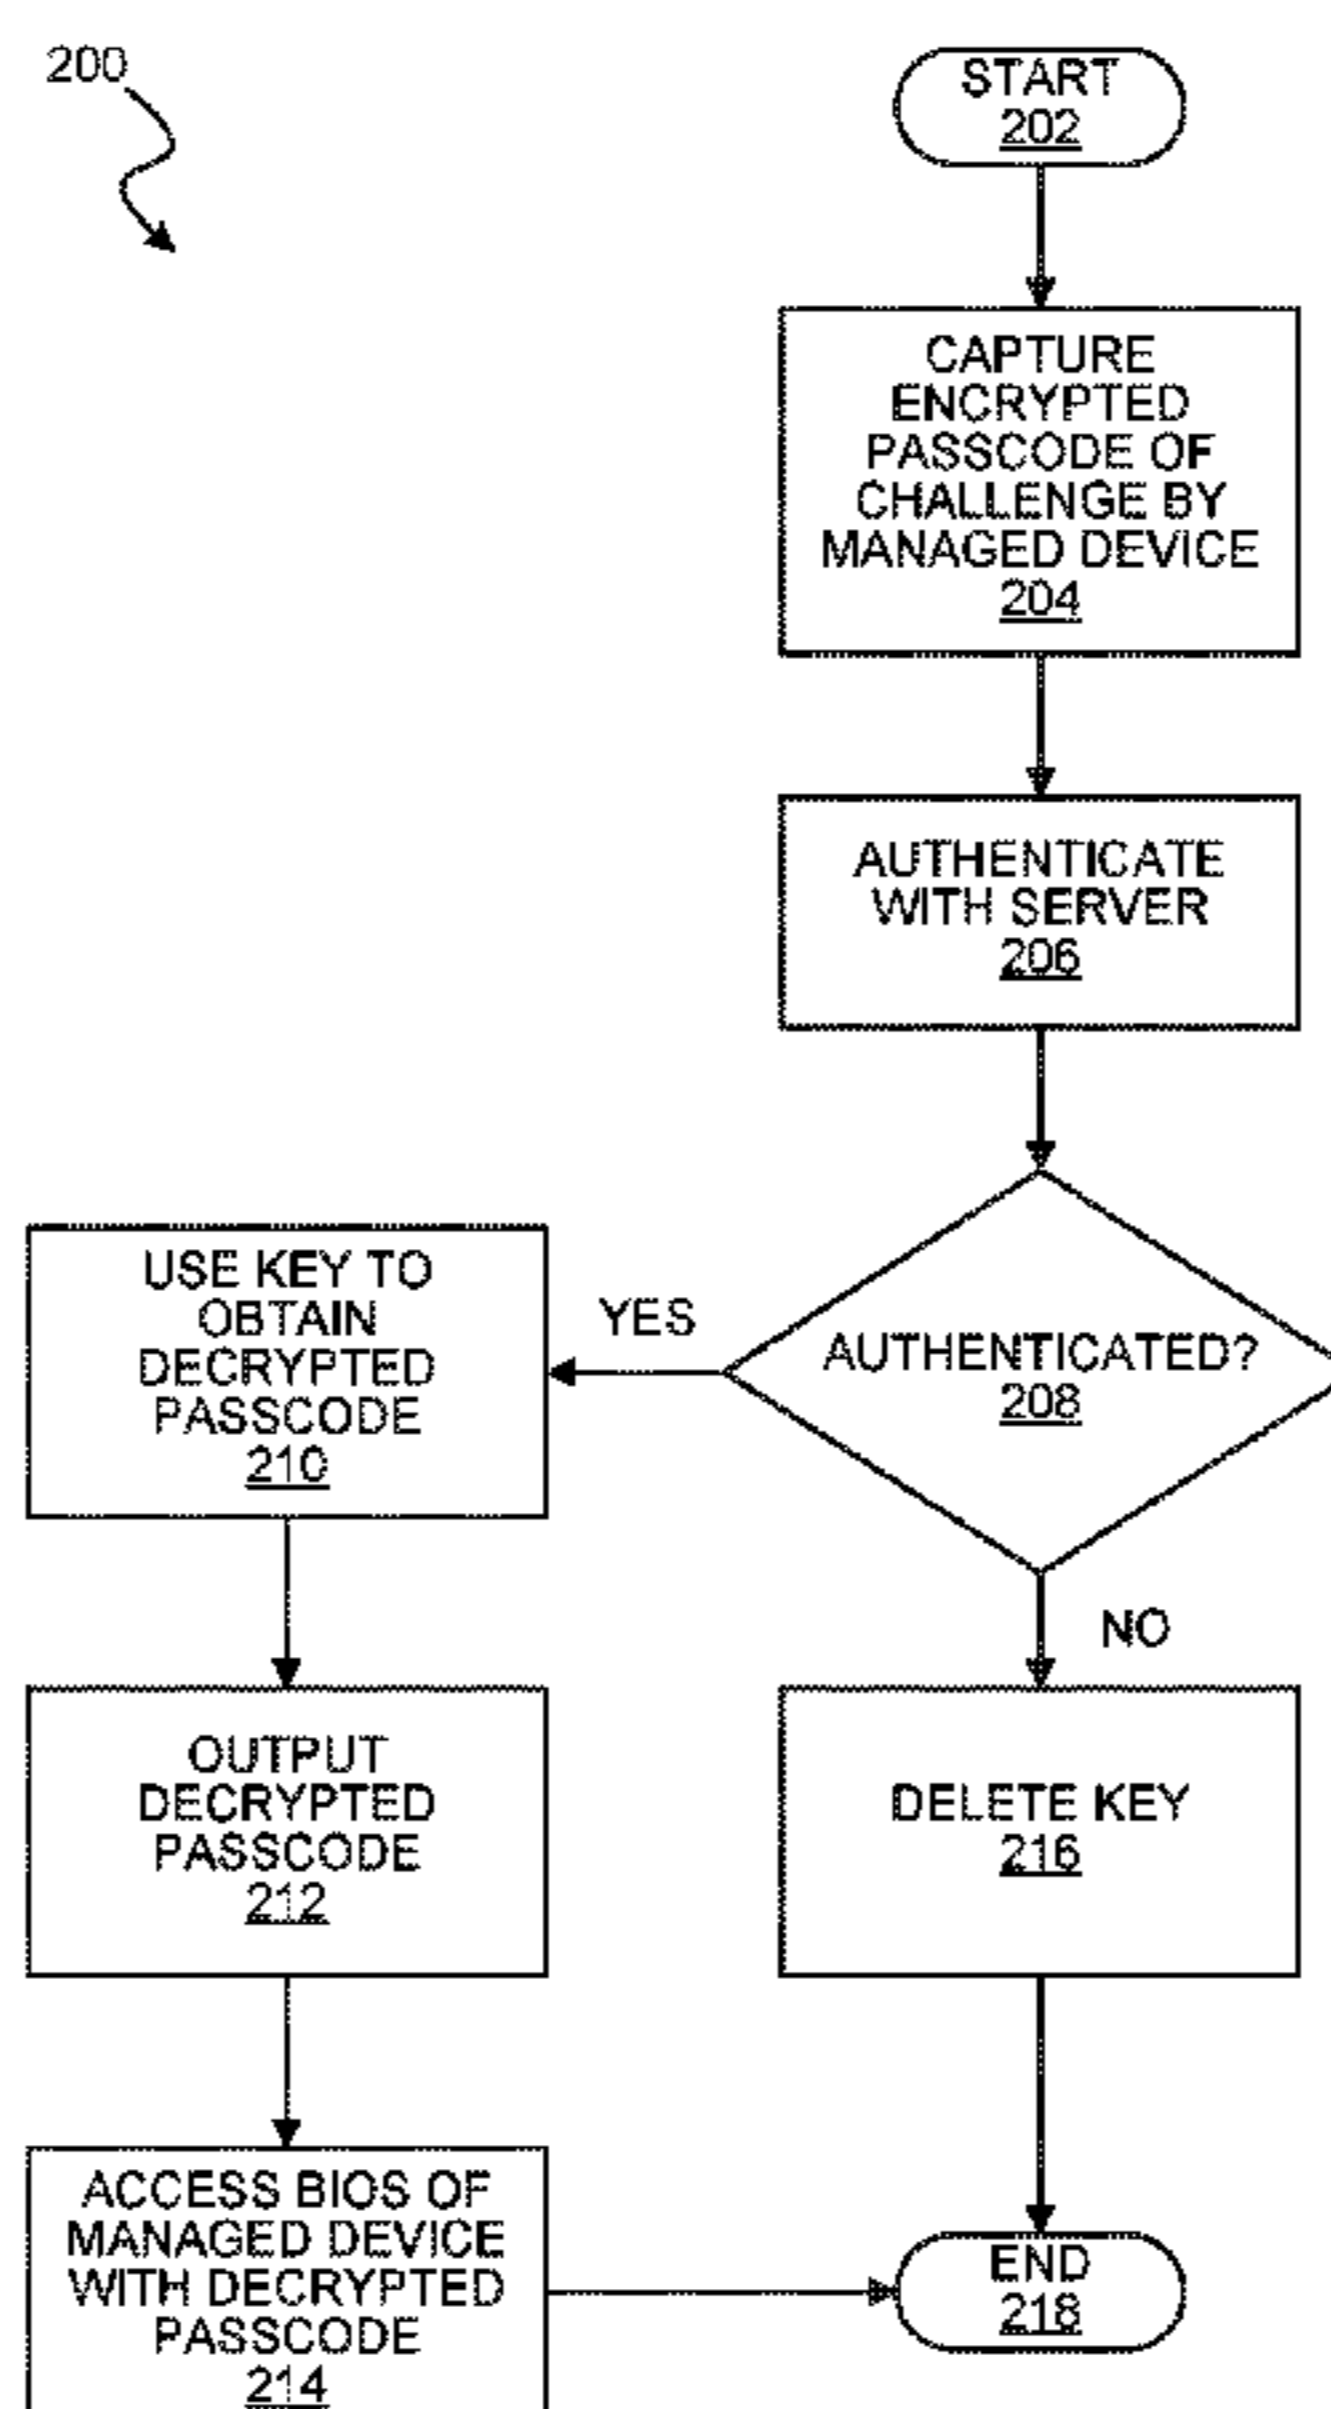 200
START
202
CAPTURE
ENCRYPTED
PASSCODE OF
CHALLENGE BY
MANAGED DEVICE
204
AUTHENTICATE
WITH SERVER
206
AUTHENTICATED?
208
YES
NO
USE KEY TO
OBTAIN
DECRYPTED
PASSCODE
210
OUTPUT
DECRYPTED
PASSCODE
212
DELETE KEY
216
ACCESS BIOS OF
MANAGED DEVICE
WITH DECRYPTED
PASSCODE
214
END
218